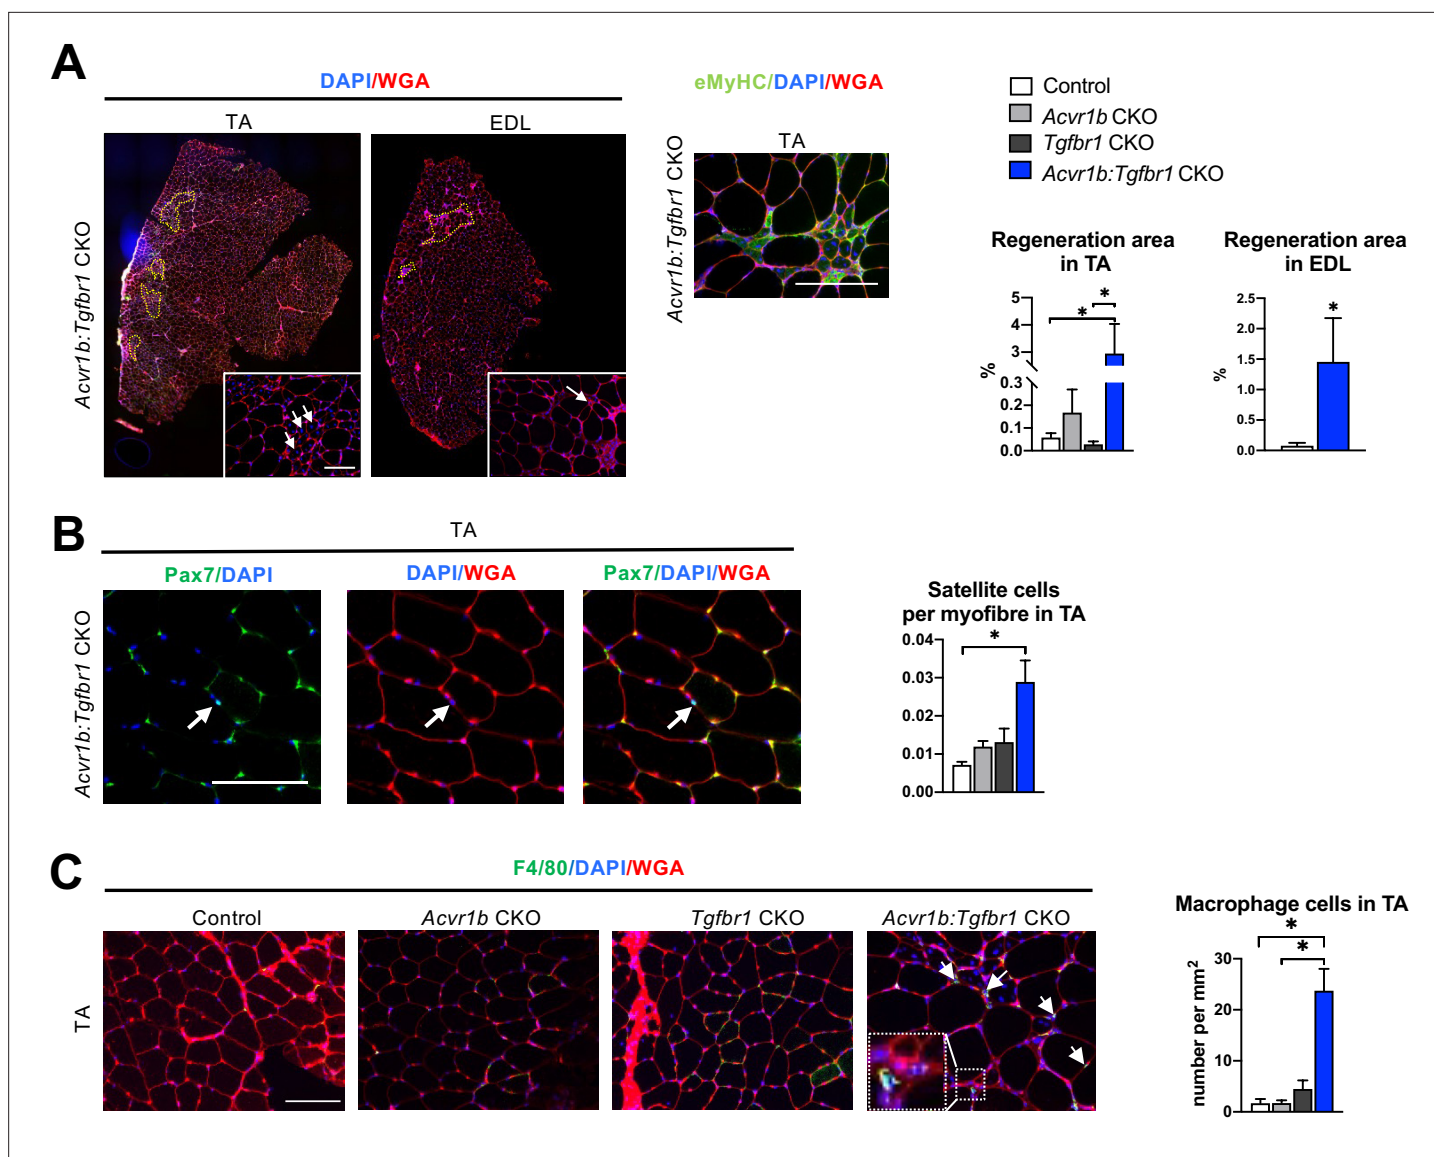 A
DAPI/WGA
TA
EDL
Acvr1b:Tgfbr1 CKO
eMyHC/DAPI/WGA
TA
Acvr1b:Tgfbr1 CKO
Control
Acvr1b CKO
Tgfbr1 CKO
Acvr1b:Tgfbr1 CKO
Regeneration area
in TA
%
5
4
3
0.3
0.2
0.1
0.0
*
*
Regeneration area
in EDL
%
2.5
2.0
1.5
1.0
0.5
0.0
*
B
TA
Pax7/DAPI
DAPI/WGA
Pax7/DAPI/WGA
Acvr1b:Tgfbr1 CKO
Satellite cells
per myofibre in TA
0.04
0.03
0.02
0.01
0.00
*
C
F4/80/DAPI/WGA
Control
Acvr1b CKO
Tgfbr1 CKO
Acvr1b:Tgfbr1 CKO
TA
Macrophage cells in TA
number per mm²
30
20
10
0
*
*